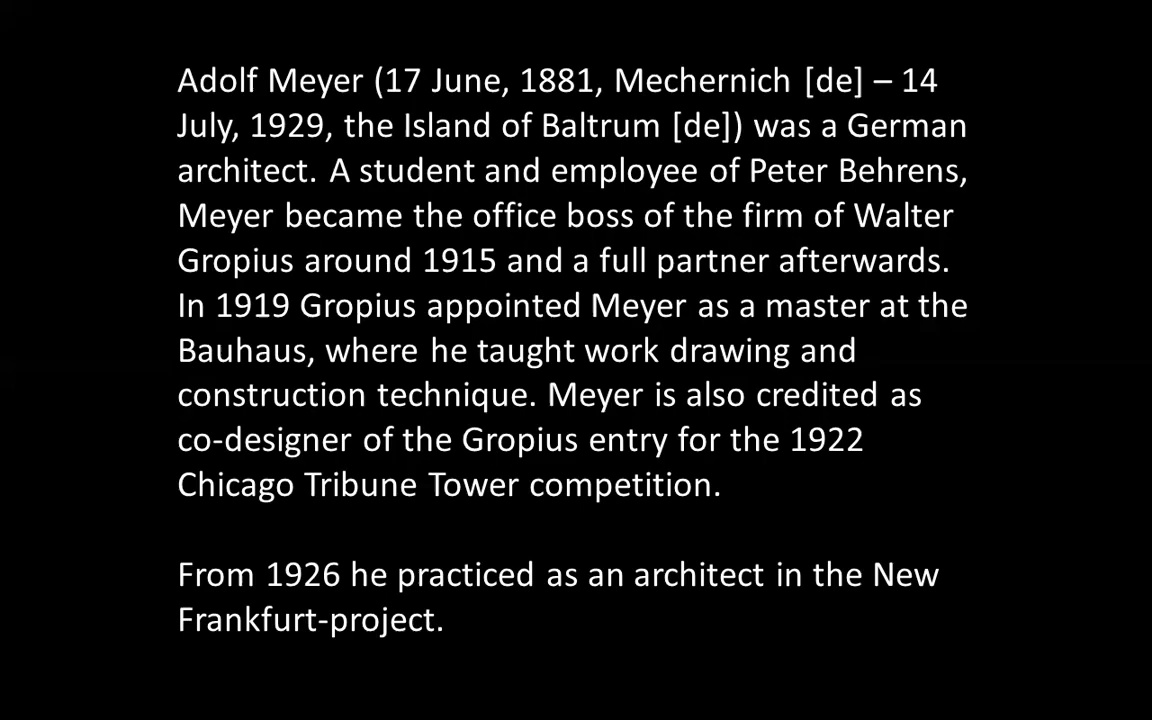 Adolf Meyer (17 June, 1881, Mechernich [de] – 14
July, 1929, the Island of Baltrum [de]) was a German
architect. A student and employee of Peter Behrens,
Meyer became the office boss of the firm of Walter
Gropius around 1915 and a full partner afterwards.
In 1919 Gropius appointed Meyer as a master at the
Bauhaus, where he taught work drawing and
construction technique. Meyer is also credited as
co-designer of the Gropius entry for the 1922
Chicago Tribune Tower competition.
From 1926 he practiced as an architect in the New
Frankfurt-project.